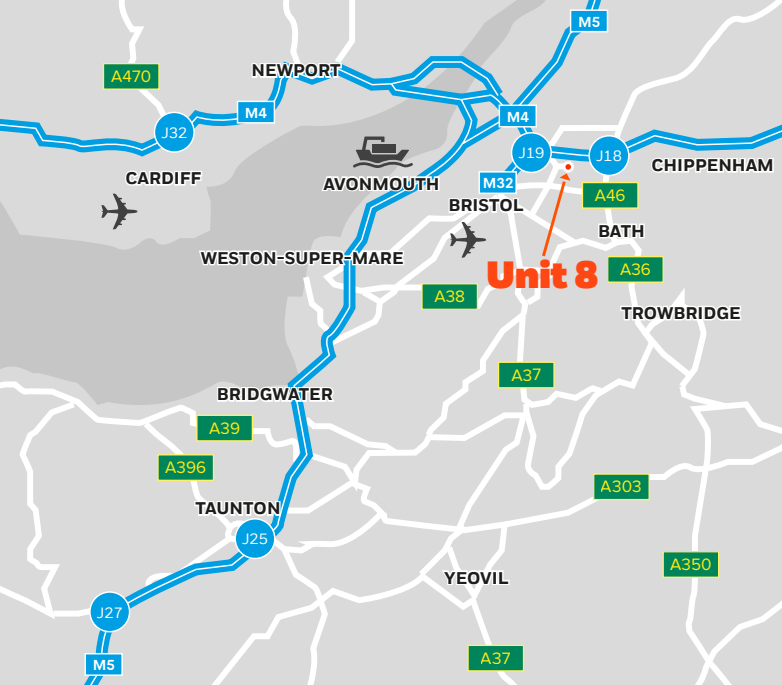 M5
NEWPORT
A470
M4
M4
J32
J19
J18
CHIPPENHAM
CARDIFF
AVONMOUTH
M32
A46
BRISTOL
BATH
WESTON-SUPER-MARE
Unit 8
A36
A38
TROWBRIDGE
A37
BRIDGWATER
A39
A396
A303
TAUNTON
J25
A350
YEOVIL
J27
A37
M5